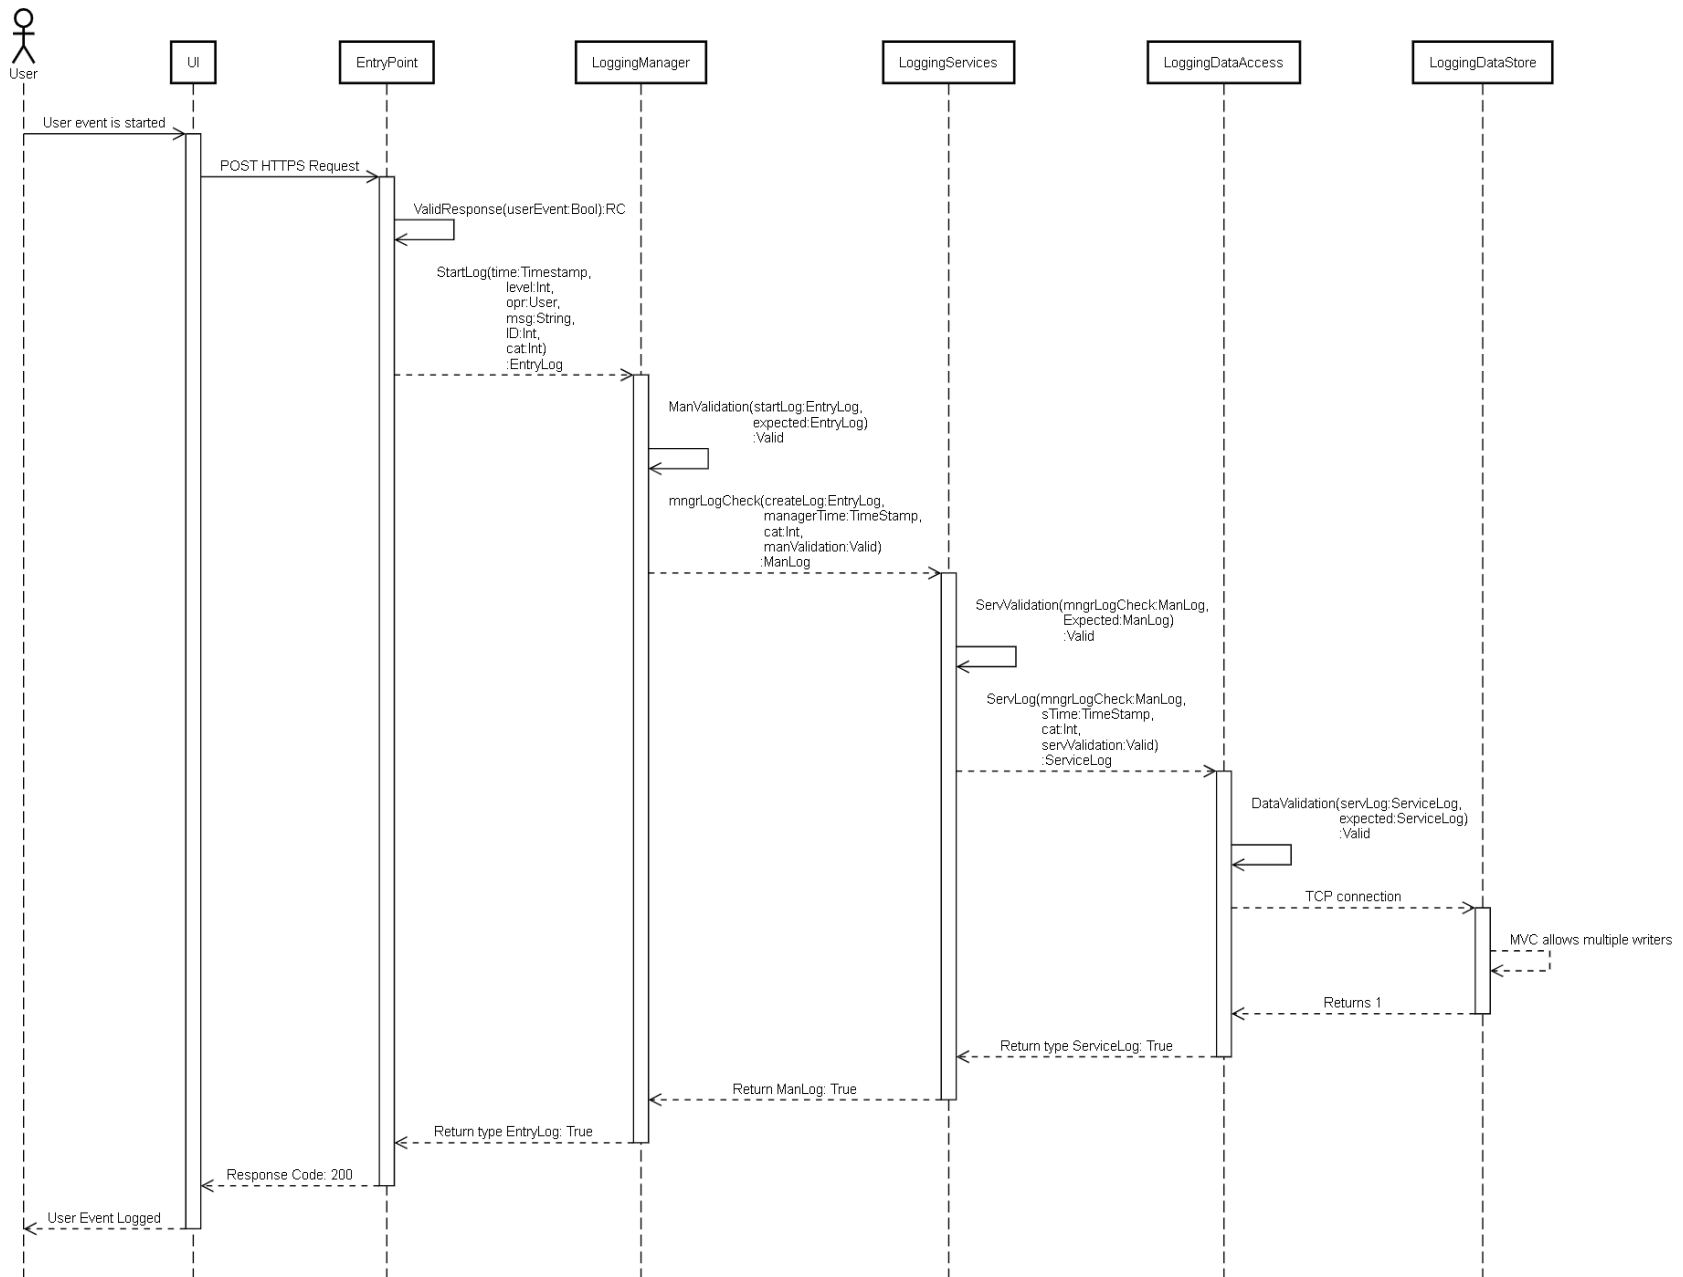 User
UI
EntryPoint
LoggingManager
LoggingServices
LoggingDataAccess
LoggingDataStore
User event is started
POST HTTPS Request
ValidResponse(userEvent:Bool):RC
StartLog(time:Timestamp,
level:Int,
opr:User,
msg:String,
ID:Int,
cat:Int)
:EntryLog
ManValidation(startLog:EntryLog,
expected:EntryLog)
:Valid
mngrLogCheck(createLog:EntryLog,
managerTime:TimeStamp,
cat:Int,
manValidation:Valid)
:ManLog
ServValidation(mngrLogCheck:ManLog,
Expected:ManLog)
:Valid
ServLog(mngrLogCheck:ManLog,
sTime:TimeStamp,
cat:Int,
servValidation:Valid)
:ServiceLog
DataValidation(servLog:ServiceLog,
expected:ServiceLog)
:Valid
TCP connection
MVC allows multiple writers
Returns 1
Return type ServiceLog: True
Return ManLog: True
Return type EntryLog: True
Response Code: 200
User Event Logged